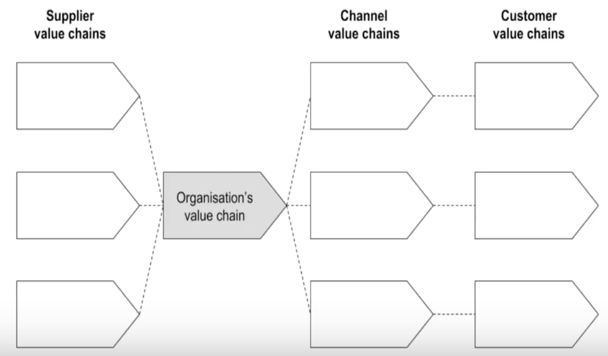 Supplier
value chains
Channel
value chains
Customer
value chains
Organisation's
value chain